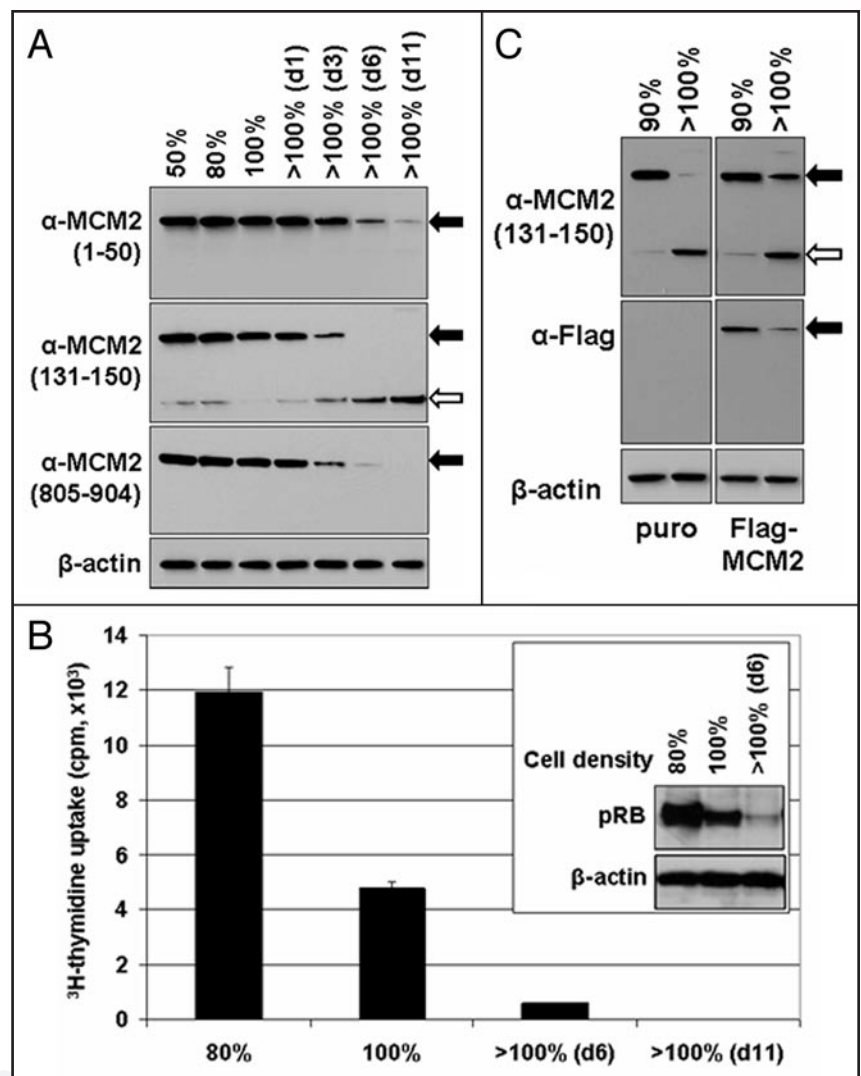 A
50%
80%
100%
>100% (d1)
>100% (d3)
>100% (d6)
>100% (d11)
α-MCM2
(1-50)
α-MCM2
(131-150)
α-MCM2
(805-904)
β-actin
C
90%
>100%
90%
>100%
α-MCM2
(131-150)
α-Flag
β-actin
puro
Flag-
MCM2
B
³H-thymidine uptake (cpm, x10³)
14
12
10
8
6
4
2
0
80%
100%
>100% (d6)
>100% (d11)
Cell density
80%
100%
>100% (d6)
pRB
β-actin